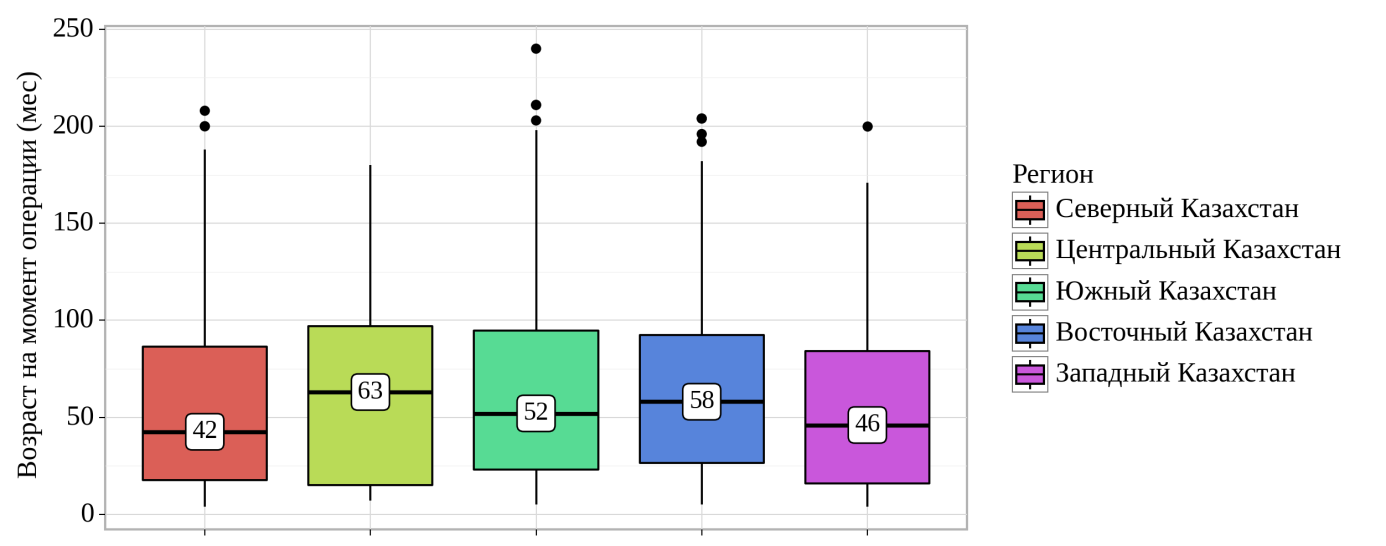 Возраст на момент операции (мес)
250
200
150
100
50
0
42
63
52
58
46
Регион
Северный Казахстан
Центральный Казахстан
Южный Казахстан
Восточный Казахстан
Западный Казахстан